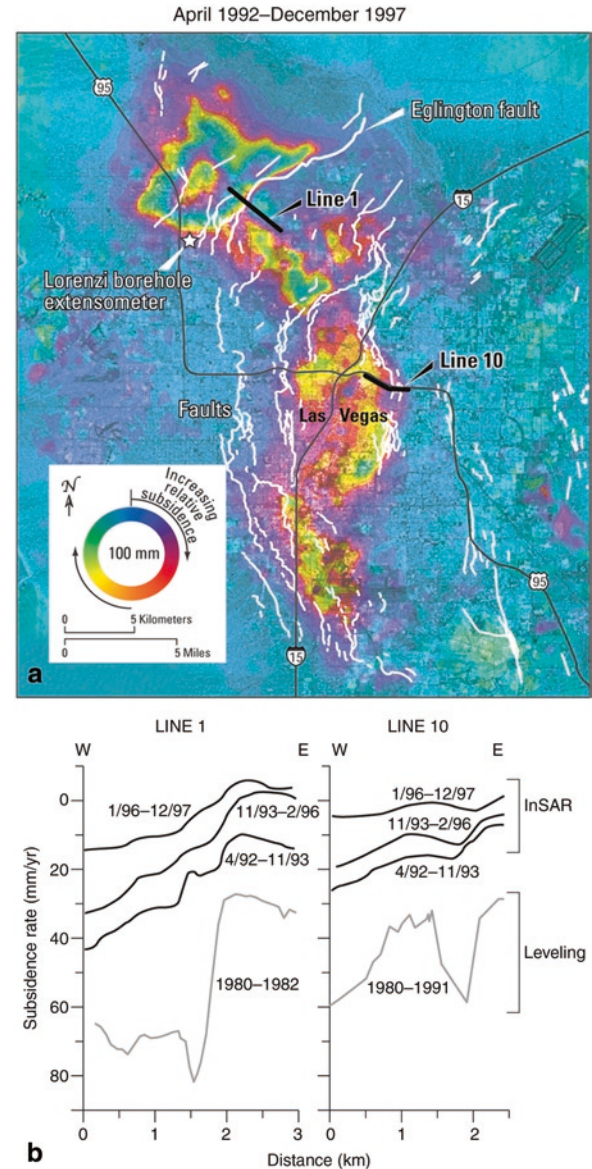 April 1992–December 1997
95
Eglington fault
15
Line 1
Lorenzi borehole
extensometer
Line 10
Faults
Las Vegas
N
Increasing
relative
subsidence
100 mm
0 5 Kilometers
0 5 Miles
95
15
a
LINE 1
W E
0
20
40
60
80
Subsidence rate (mm/yr)
1/96–12/97
11/93–2/96
4/92–11/93
1980–1982
0 1 2 3
LINE 10
W E
1/96–12/97
11/93–2/96
4/92–11/93
1980–1991
InSAR
Leveling
0 1 2
Distance (km)
b